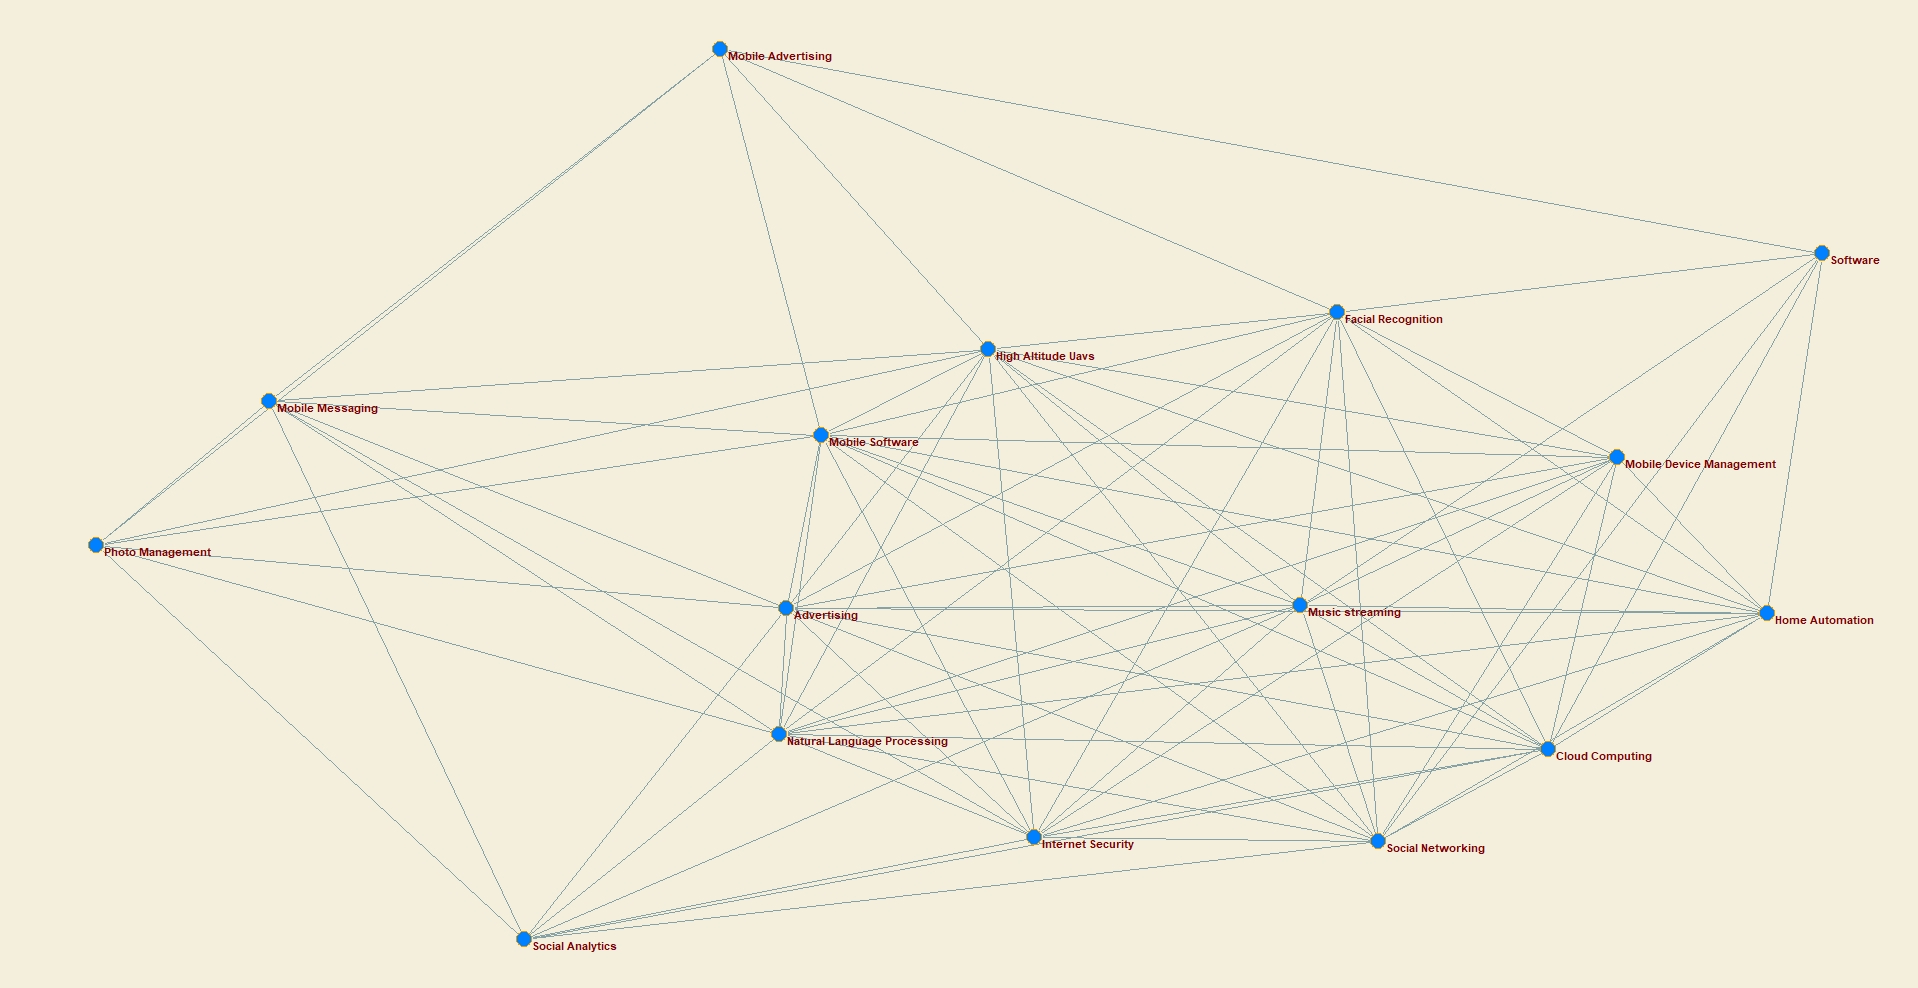 Mobile Advertising
Software
Facial Recognition
High Altitude Uavs
Mobile Messaging
Mobile Software
Mobile Device Management
Photo Management
Advertising
Music streaming
Home Automation
Natural Language Processing
Cloud Computing
Internet Security
Social Networking
Social Analytics